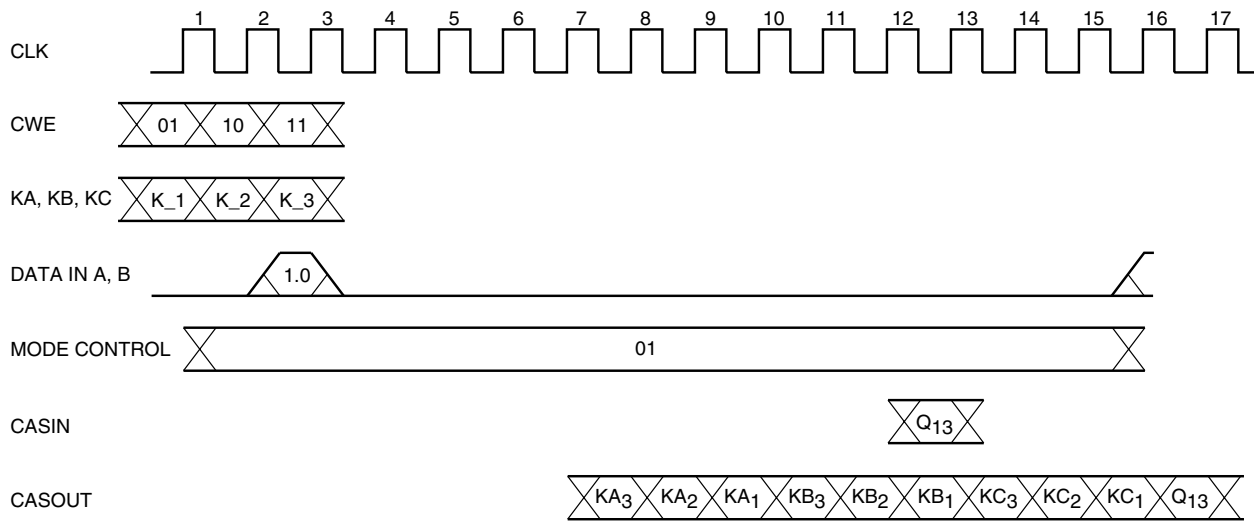 1 2 3 4 5 6 7 8 9 10 11 12 13 14 15 16 17
CLK
CWE 01 10 11
KA, KB, KC K_1 K_2 K_3
DATA IN A, B 1.0
MODE CONTROL 01
CASIN Q13
CASOUT KA3 KA2 KA1 KB3 KB2 KB1 KC3 KC2 KC1 Q13